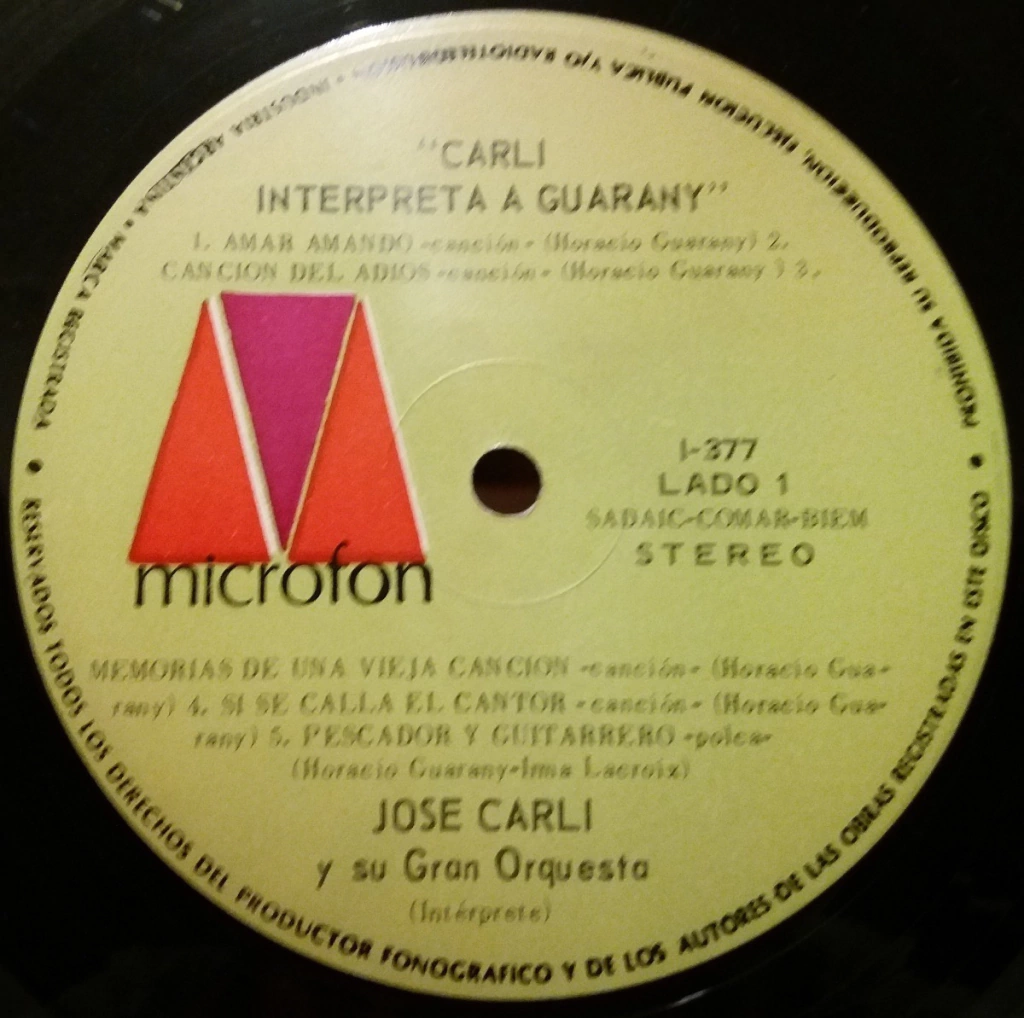 "CARLI
INTERPRETA A GUARANY"
1. AMAR AMANDO -canción- (Horacio Guarany) 2.
CANCION DEL ADIOS -canción- (Horacio Guarany ) 3.
microfon
I-377
LADO 1
SADAIC-COMAR-BIEM
STEREO
MEMORIAS DE UNA VIEJA CANCION -canción- (Horacio Gua-
rany) 4. SI SE CALLA EL CANTOR -canción- (Horacio Gua-
rany) 5. PESCADOR Y GUITARRERO -polca-
(Horacio Guarany-Irma Lacroix)
JOSE CARLI
y su Gran Orquesta
(Intérprete)
RESERVADOS TODOS LOS DERECHOS DEL PRODUCTOR FONOGRAFICO Y DE LOS AUTORES DE LAS OBRAS REGISTRADAS EN ESTE DISCO • PROHIBIDA SU REPRODUCCION, EJECUCION PUBLICA Y/O RADIOTELEDIFUSION • INDUSTRIA ARGENTINA • MARCA REGISTRADA •